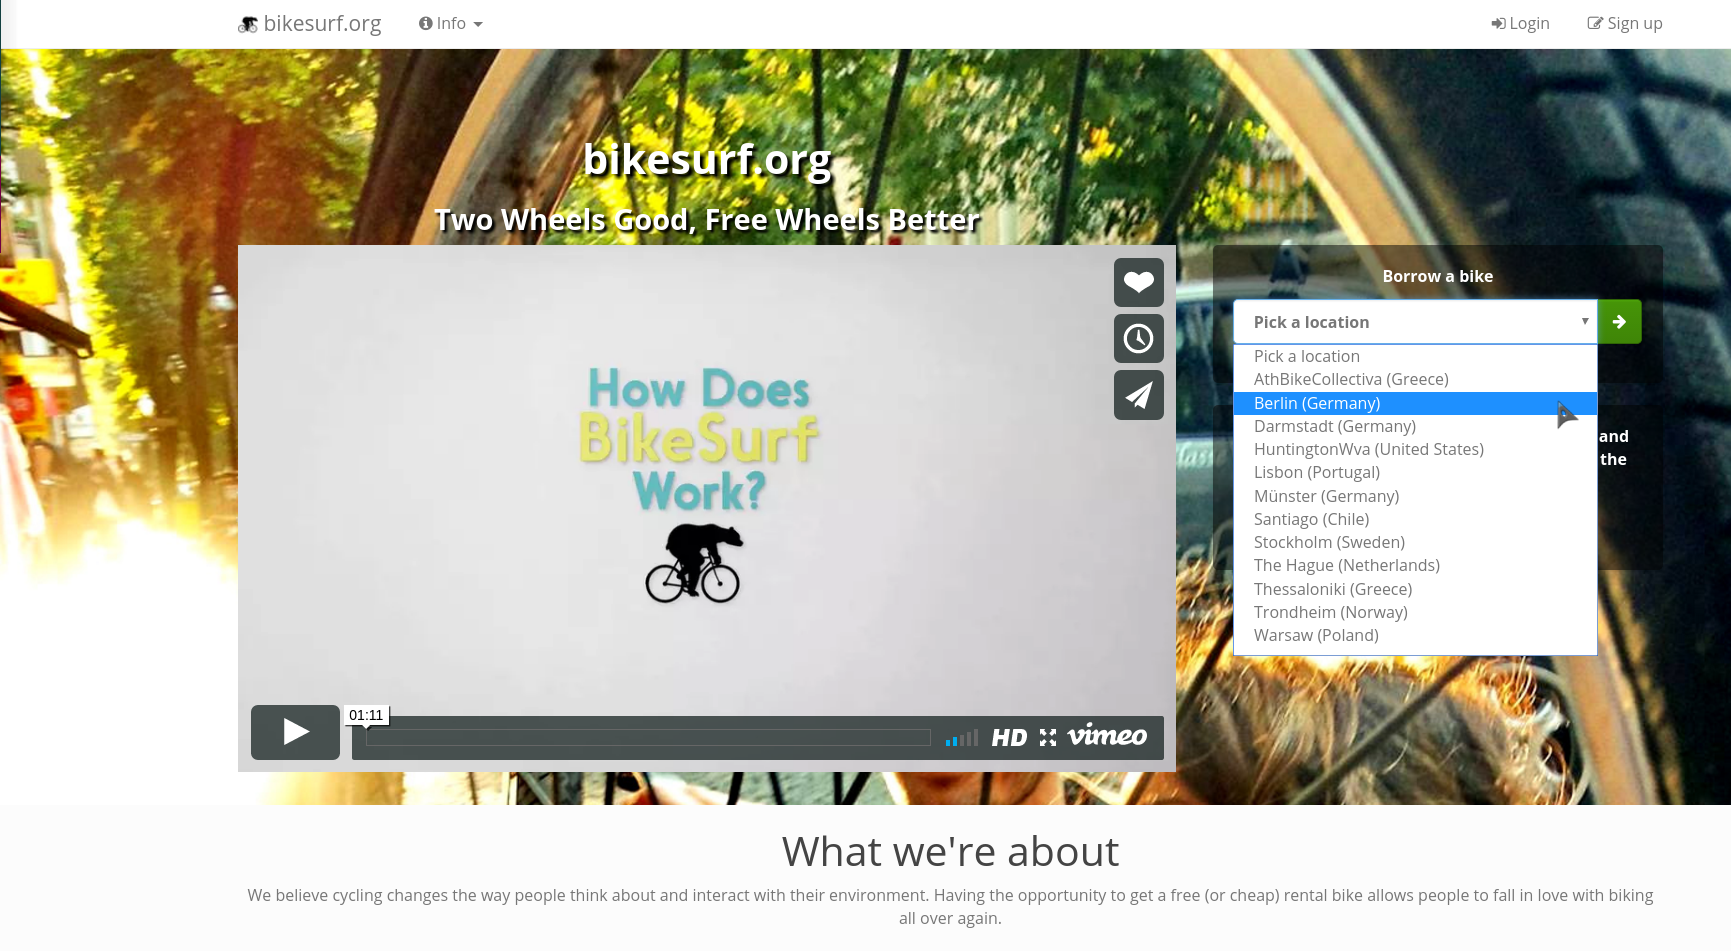 bikesurf.org
Info
Login
Sign up
bikesurf.org
Two Wheels Good, Free Wheels Better
How Does
BikeSurf
Work?
01:11
HD
vimeo
Borrow a bike
Pick a location
Pick a location
AthBikeCollectiva (Greece)
Berlin (Germany)
Darmstadt (Germany)
HuntingtonWva (United States)
Lisbon (Portugal)
Münster (Germany)
Santiago (Chile)
Stockholm (Sweden)
The Hague (Netherlands)
Thessaloniki (Greece)
Trondheim (Norway)
Warsaw (Poland)
and
the
What we're about
We believe cycling changes the way people think about and interact with their environment. Having the opportunity to get a free (or cheap) rental bike allows people to fall in love with biking
all over again.